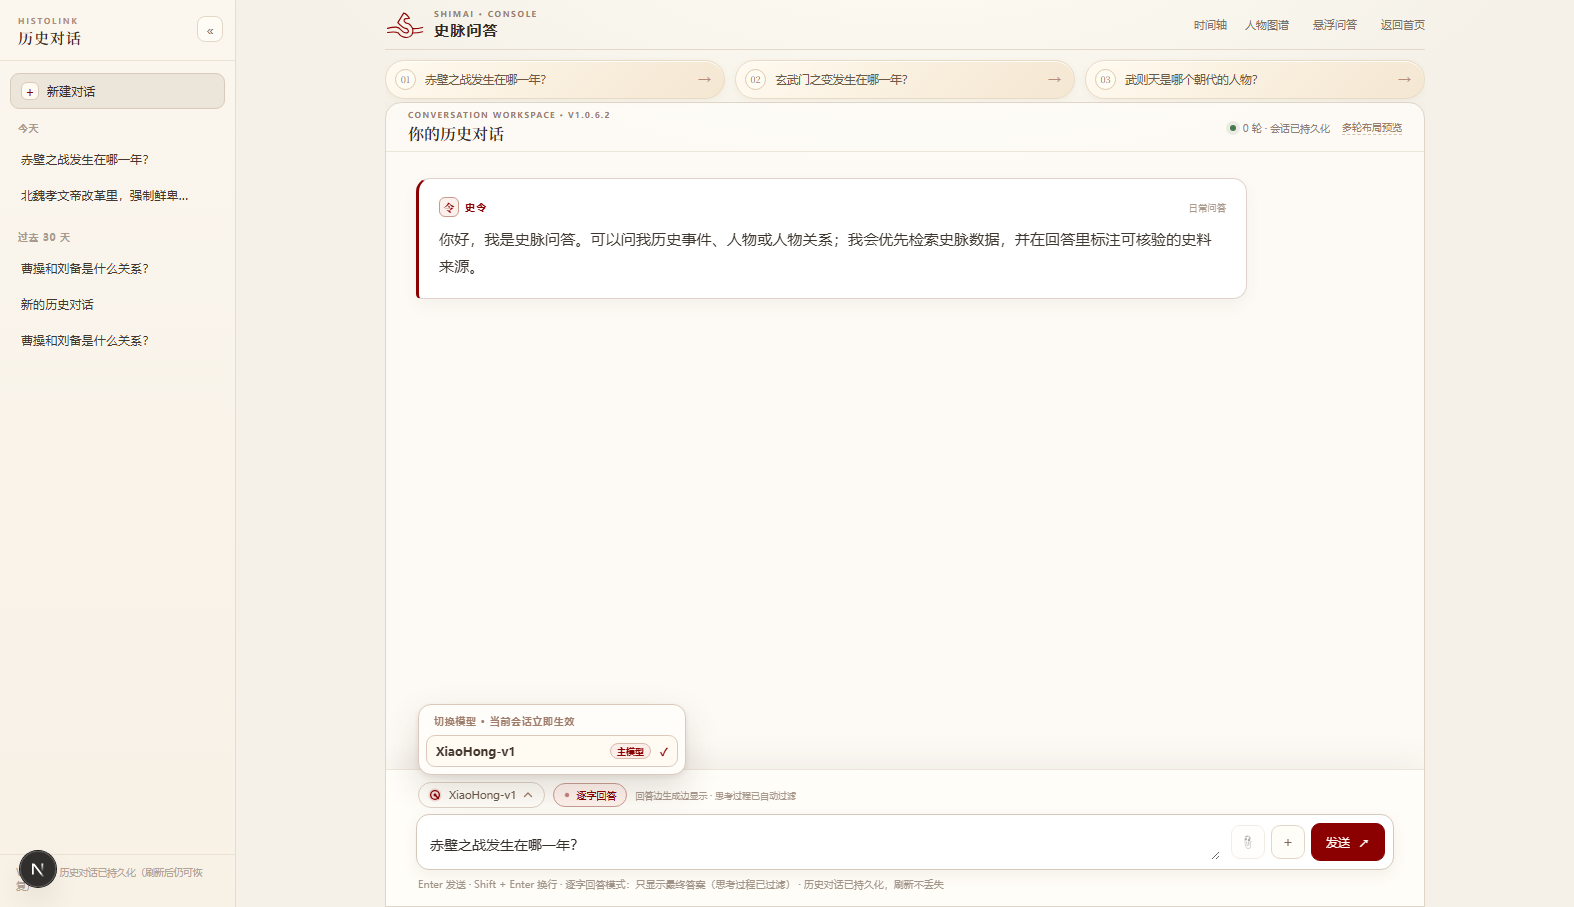 HISTOLINK
历史对话
«
+ 新建对话
今天
赤壁之战发生在哪一年？
北魏孝文帝改革里，强制鲜卑...
过去 30 天
曹操和刘备是什么关系？
新的历史对话
曹操和刘备是什么关系？
N
历史对话已持久化（刷新后仍可恢
复）
SHIMAI • CONSOLE
史脉问答
时间轴 人物图谱 悬浮问答 返回首页
01 赤壁之战发生在哪一年？ →
02 玄武门之变发生在哪一年？ →
03 武则天是哪个朝代的人物？ →
CONVERSATION WORKSPACE • V1.0.6.2
你的历史对话
0 轮 · 会话已持久化 多轮布局预览
令 史令 日常问答
你好，我是史脉问答。可以问我历史事件、人物或人物关系；我会优先检索史脉数据，并在回答里标注可核验的史料
来源。
切换模型 • 当前会话立即生效
XiaoHong-v1 主模型 ✓
XiaoHong-v1 逐字回答 回答边生成边显示 · 思考过程已自动过滤
赤壁之战发生在哪一年？
+ 发送 ↗
Enter 发送 · Shift + Enter 换行 · 逐字回答模式：只显示最终答案（思考过程已过滤） · 历史对话已持久化，刷新不丢失